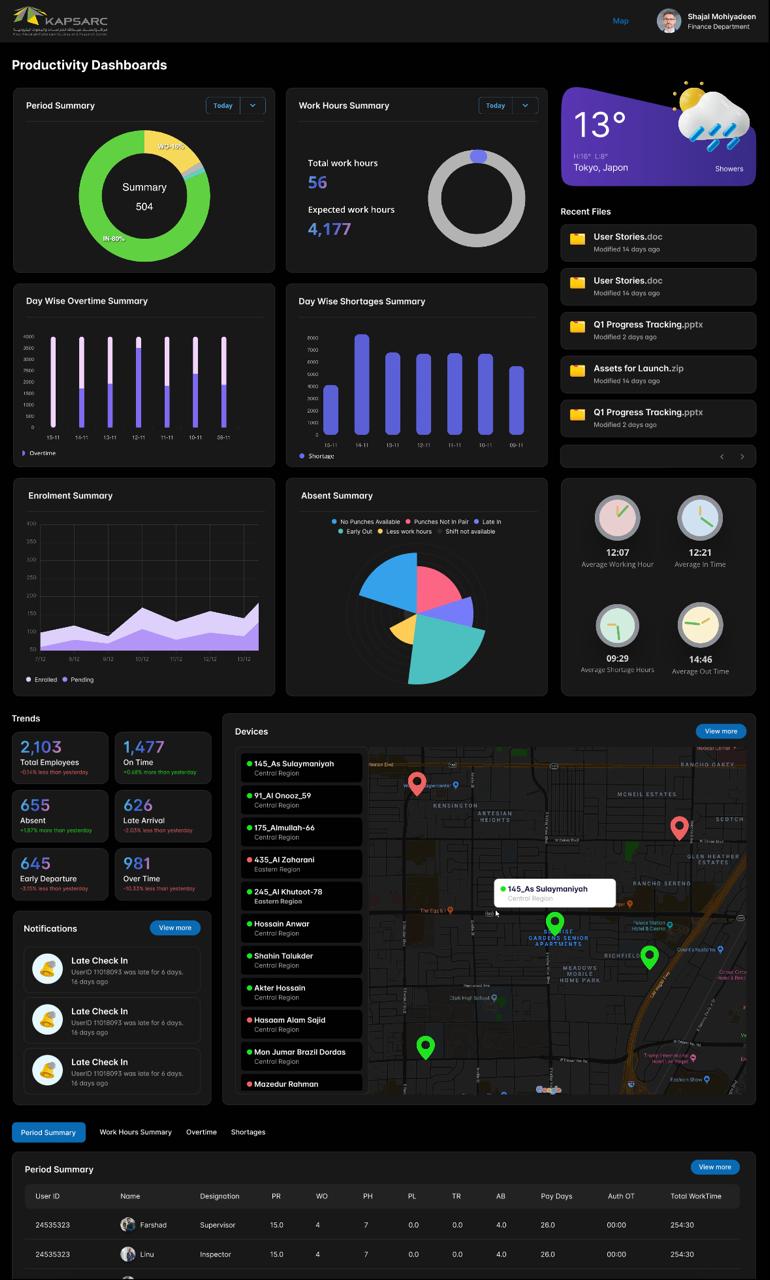 KAPSARC
Map
Shajal Mohiyadeen
Finance Department
Productivity Dashboards
Period Summary
Today
WO-16%
Summary
504
IN-80%
Work Hours Summary
Today
Total work hours
56
Expected work hours
4,177
13°
H:16° L:8°
Tokyo, Japon
Showers
Recent Files
User Stories.doc
Modified 14 days ago
User Stories.doc
Modified 14 days ago
Q1 Progress Tracking.pptx
Modified 2 days ago
Assets for Launch.zip
Modified 14 days ago
Q1 Progress Tracking.pptx
Modified 2 days ago
Day Wise Overtime Summary
4000
3500
3000
2500
2000
1500
1000
500
0
15-11 14-11 13-11 12-11 11-11 10-11 09-11
Overtime
Day Wise Shortages Summary
8000
7000
6000
5000
4000
3000
2000
1000
0
15-11 14-11 13-11 12-11 11-11 10-11 09-11
Shortage
Enrolment Summary
400
350
300
250
200
150
100
50
7/12 8/12 9/12 10/12 11/12 12/12 13/12
Enrolled Pending
Absent Summary
No Punches Available Punches Not In Pair Late In
Early Out Less work hours Shift not available
12:07
Average Working Hour
12:21
Average In Time
09:29
Average Shortage Hours
14:46
Average Out Time
Trends
2,103
Total Employees
-0.14% less than yesterday
1,477
On Time
+0.68% more than yesterday
655
Absent
+1.87% more than yesterday
626
Late Arrival
-2.03% less than yesterday
645
Early Departure
-3.15% less than yesterday
981
Over Time
-10.33% less than yesterday
Notifications
View more
Late Check In
UserID 11018093 was late for 6 days.
16 days ago
Late Check In
UserID 11018093 was late for 6 days.
16 days ago
Late Check In
UserID 11018093 was late for 6 days.
16 days ago
Devices
View more
145_As Sulaymaniyah
Central Region
91_Al Onooz_59
Central Region
175_Almullah-66
Central Region
435_Al Zaharani
Eastern Region
245_Al Khutoot-78
Eastern Region
Hossain Anwar
Central Region
Shahin Talukder
Central Region
Akter Hossain
Central Region
Hasaam Alam Sajid
Central Region
Mon Jumar Brazil Dordas
Central Region
Mazedur Rahman
RANCHO OAKEY
MCNEIL ESTATES
KENSINGTON
ARTESIAN
HEIGHTS
SCOTCH
GLEN HEATHER
ESTATES
RANCHO SERENO
145_As Sulaymaniyah
Central Region
The Egg &
Palace Station
Hotel & Casino
GARDENS SENIOR
APARTMENTS
RICHFIELD
MEADOWS
MOBILE
HOME PARK
Clark High School
Trump International
Fashion Show
Period Summary
Work Hours Summary
Overtime
Shortages
Period Summary
View more
User ID Name Designation PR WO PH PL TR AB Pay Days Auth OT Total WorkTime
24535323 Farshad Supervisor 15.0 4 7 0.0 0.0 4.0 26.0 00:00 254:30
24535323 Linu Inspector 15.0 4 7 0.0 0.0 4.0 26.0 00:00 254:30